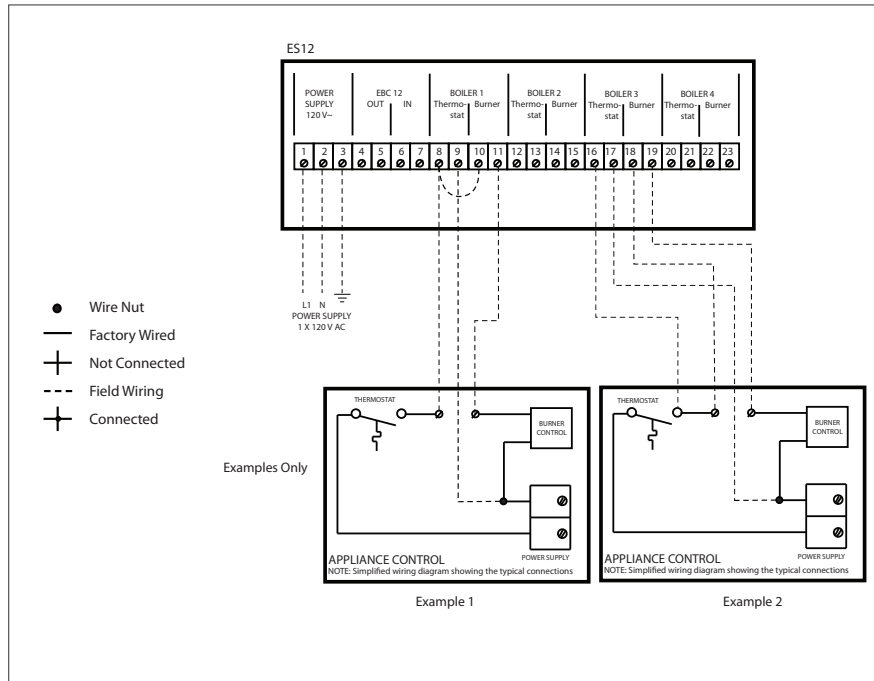 ES12
POWER
SUPPLY
120 V~
EBC 12
OUT IN
BOILER 1
Thermo-
stat
Burner
BOILER 2
Thermo-
stat
Burner
BOILER 3
Thermo-
stat
Burner
BOILER 4
Thermo-
stat
Burner
1 2 3 4 5 6 7 8 9 10 11 12 13 14 15 16 17 18 19 20 21 22 23
L1 N
POWER SUPPLY
1 X 120 V AC
Wire Nut
Factory Wired
Not Connected
Field Wiring
Connected
Examples Only
THERMOSTAT
BURNER
CONTROL
POWER SUPPLY
APPLIANCE CONTROL
NOTE: Simplified wiring diagram showing the typical connections
Example 1
THERMOSTAT
BURNER
CONTROL
POWER SUPPLY
APPLIANCE CONTROL
NOTE: Simplified wiring diagram showing the typical connections
Example 2